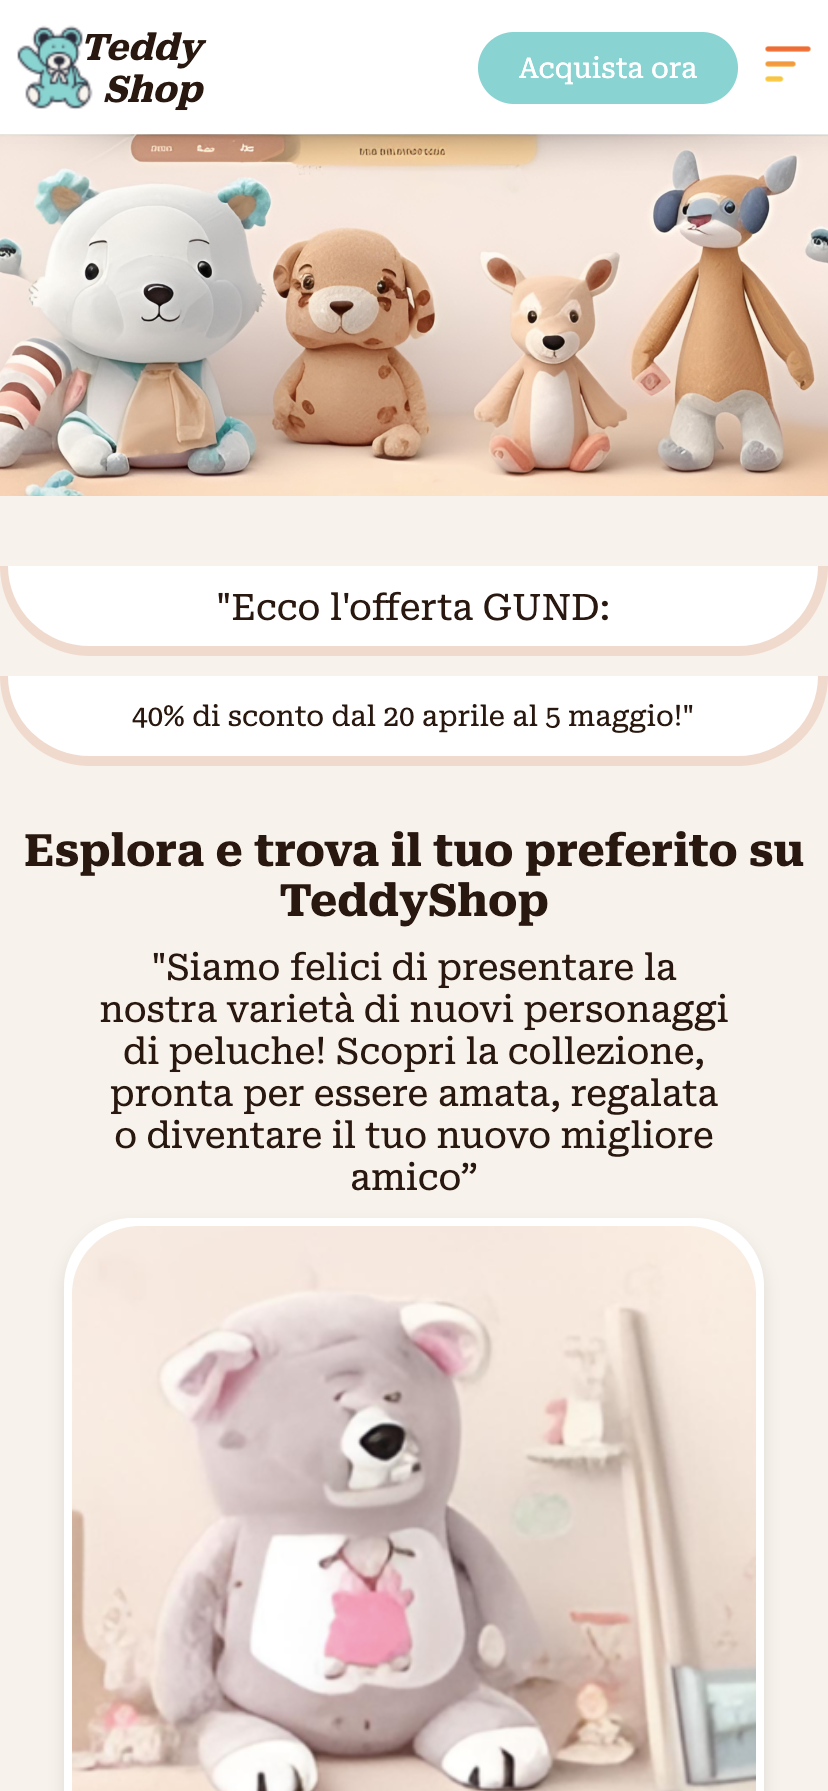 Teddy
Shop
Acquista ora
"Ecco l'offerta GUND:
40% di sconto dal 20 aprile al 5 maggio!"
Esplora e trova il tuo preferito su
TeddyShop
"Siamo felici di presentare la
nostra varietà di nuovi personaggi
di peluche! Scopri la collezione,
pronta per essere amata, regalata
o diventare il tuo nuovo migliore
amico”